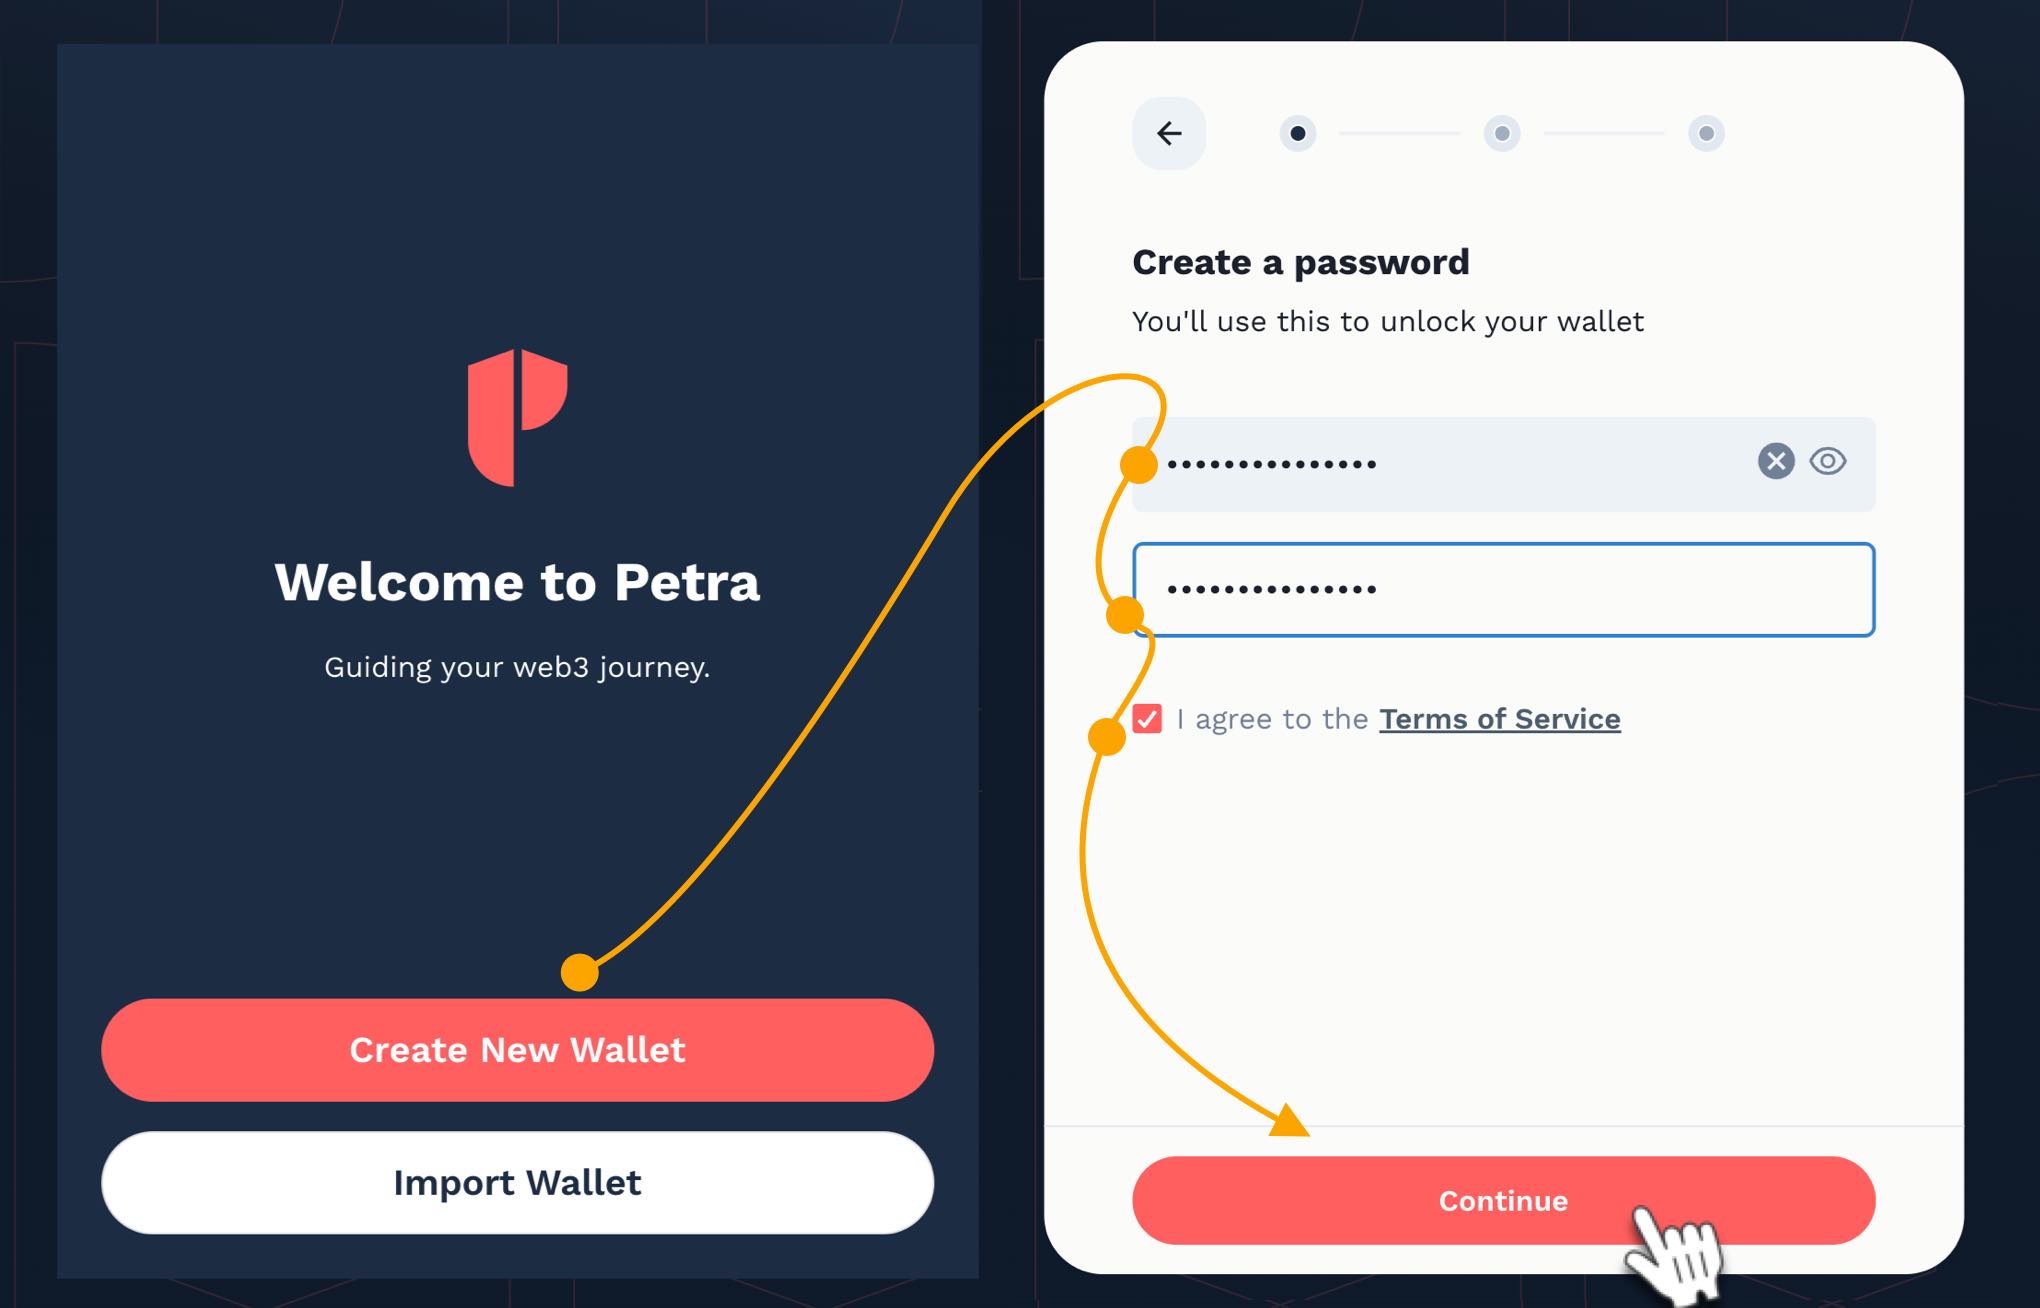 Welcome to Petra
Guiding your web3 journey.
Create New Wallet
Import Wallet
Create a password
You'll use this to unlock your wallet
•••••••••••••••
•••••••••••••••
I agree to the Terms of Service
Continue